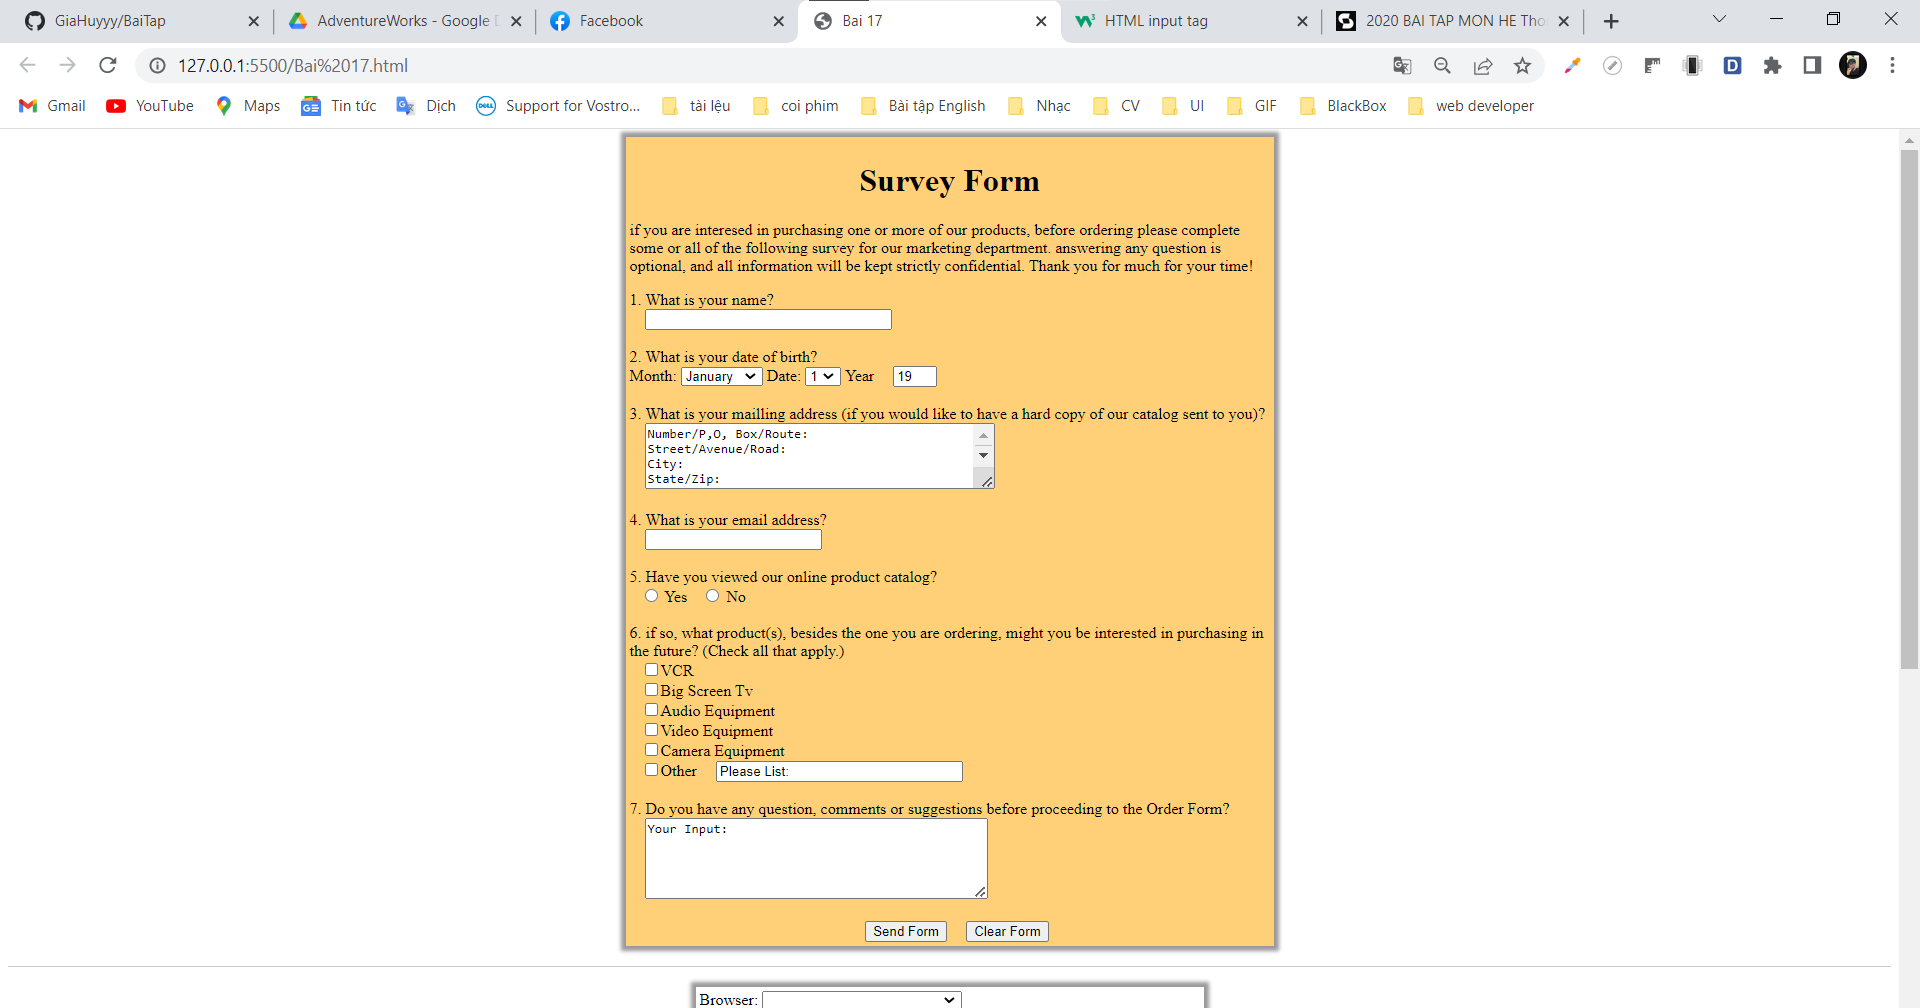 GiaHuyyy/BaiTap
AdventureWorks - Google
Facebook
Bai 17
HTML input tag
2020 BAI TAP MON HE Tho
127.0.0.1:5500/Bai%2017.html
Gmail
YouTube
Maps
Tin tức
Dịch
Support for Vostro...
tài lệu
coi phim
Bài tập English
Nhạc
CV
UI
GIF
BlackBox
web developer
Survey Form
if you are interesed in purchasing one or more of our products, before ordering please complete
some or all of the following survey for our marketing department. answering any question is
optional, and all information will be kept strictly confidential. Thank you for much for your time!
1. What is your name?
2. What is your date of birth?
Month: January Date: 1 Year 19
3. What is your mailling address (if you would like to have a hard copy of our catalog sent to you)?
Number/P,O, Box/Route:
Street/Avenue/Road:
City:
State/Zip:
4. What is your email address?
5. Have you viewed our online product catalog?
Yes No
6. if so, what product(s), besides the one you are ordering, might you be interested in purchasing in
the future? (Check all that apply.)
VCR
Big Screen Tv
Audio Equipment
Video Equipment
Camera Equipment
Other Please List:
7. Do you have any question, comments or suggestions before proceeding to the Order Form?
Your Input:
Send Form Clear Form
Browser: